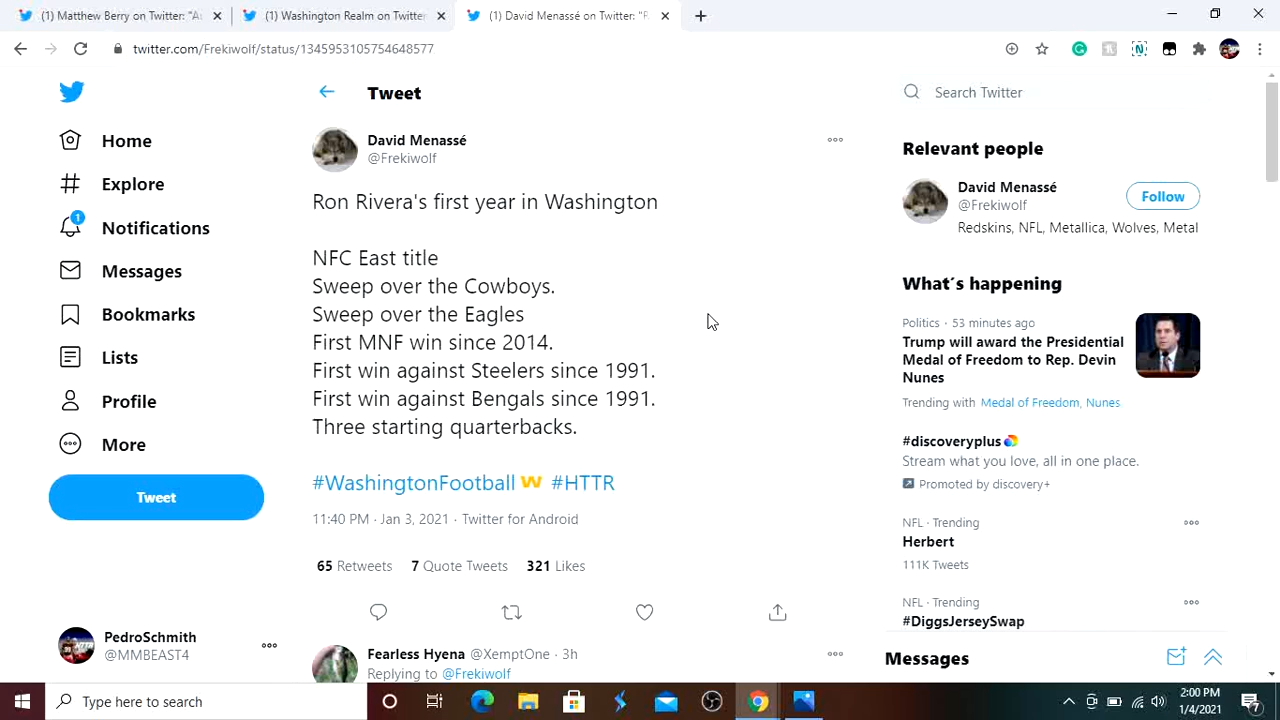 (1) Matthew Berry on Twitter: "A
(1) Washington Realm on Twitter
(1) David Menassé on Twitter: "R
twitter.com/Frekiwolf/status/1345953105754648577
Home
Explore
1
Notifications
Messages
Bookmarks
Lists
Profile
More
Tweet
PedroSchmith
@MMBEAST4
Tweet
David Menassé
@Frekiwolf
Ron Rivera's first year in Washington
NFC East title
Sweep over the Cowboys.
Sweep over the Eagles
First MNF win since 2014.
First win against Steelers since 1991.
First win against Bengals since 1991.
Three starting quarterbacks.
#WashingtonFootball #HTTR
11:40 PM · Jan 3, 2021 · Twitter for Android
65 Retweets 7 Quote Tweets 321 Likes
Fearless Hyena @XemptOne · 3h
Replying to @Frekiwolf
Search Twitter
Relevant people
David Menassé
@Frekiwolf
Follow
Redskins, NFL, Metallica, Wolves, Metal
What´s happening
Politics · 53 minutes ago
Trump will award the Presidential
Medal of Freedom to Rep. Devin
Nunes
Trending with Medal of Freedom, Nunes
#discoveryplus
Stream what you love, all in one place.
Promoted by discovery+
NFL · Trending
Herbert
111K Tweets
NFL · Trending
#DiggsJerseySwap
Messages
Type here to search
2:00 PM
1/4/2021
7